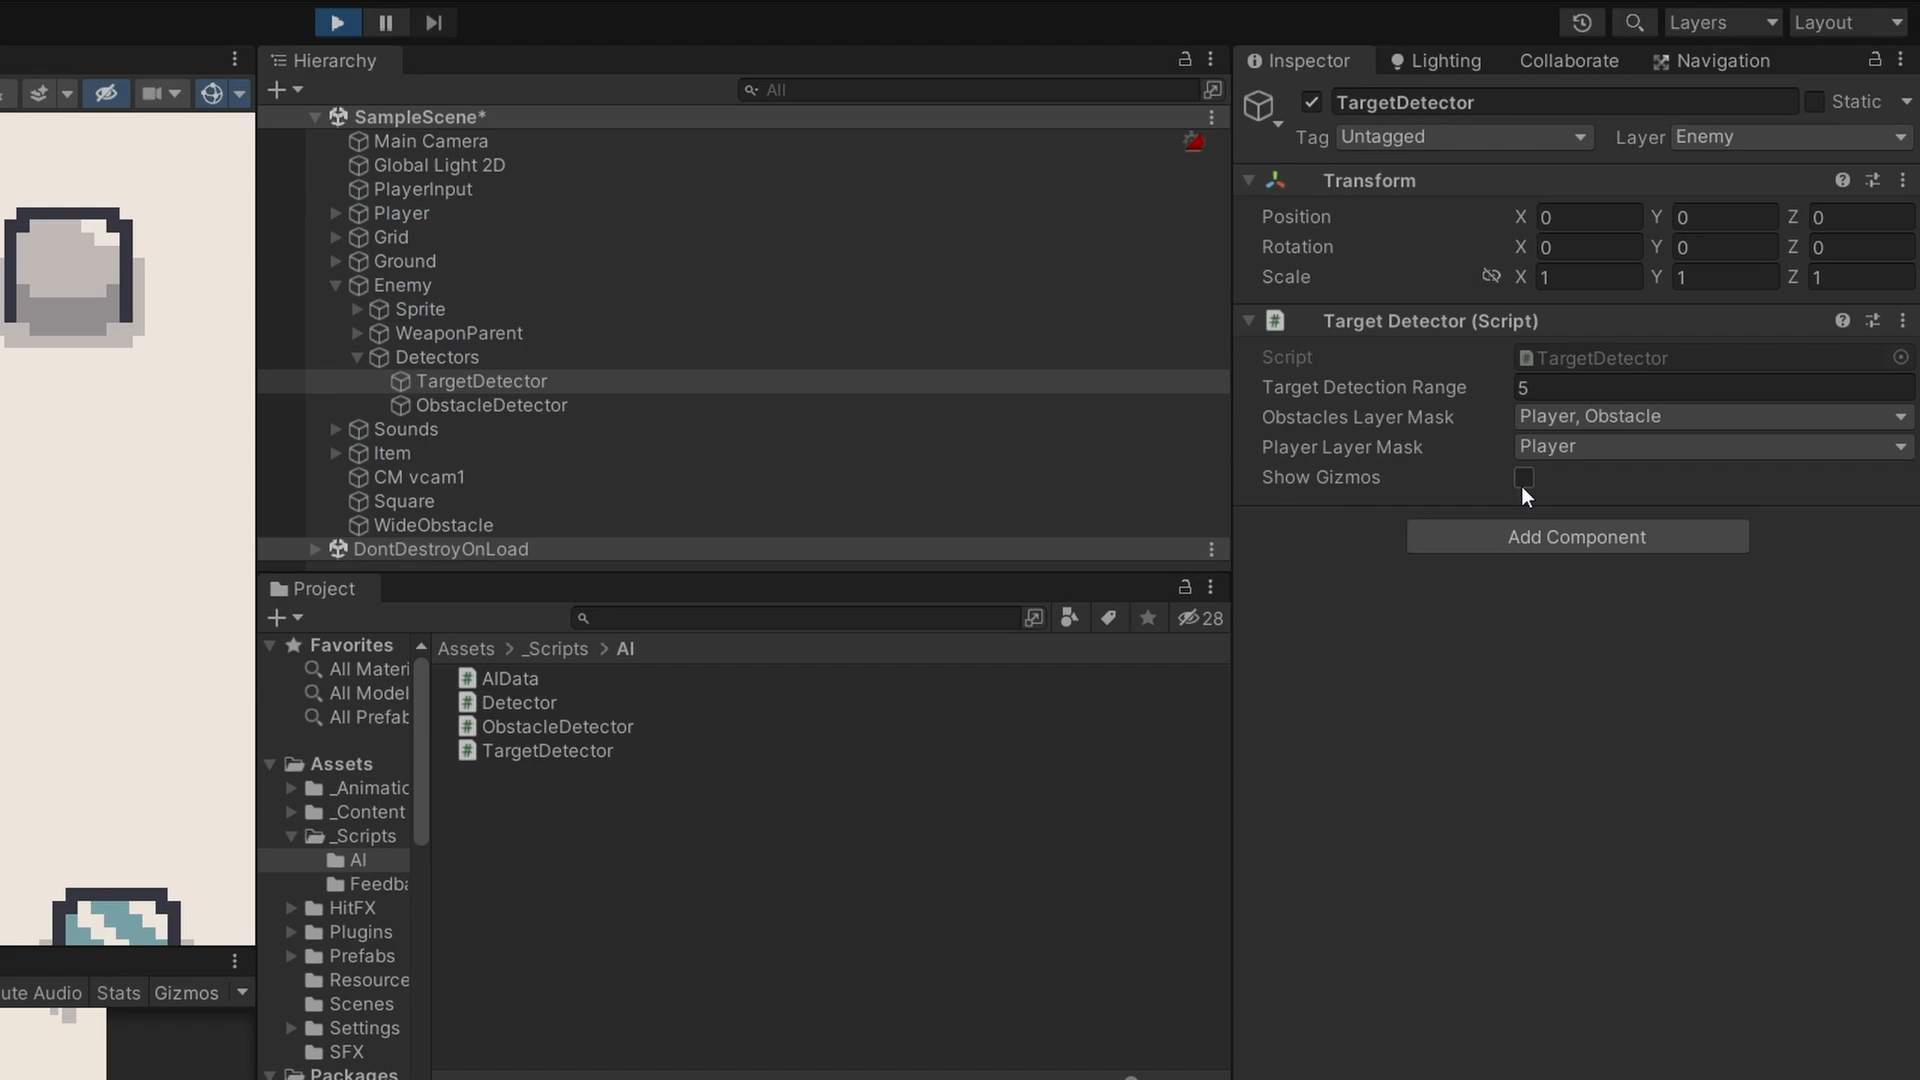 Layers
Layout
Hierarchy
All
SampleScene*
Main Camera
Global Light 2D
PlayerInput
Player
Grid
Ground
Enemy
Sprite
WeaponParent
Detectors
TargetDetector
ObstacleDetector
Sounds
Item
CM vcam1
Square
WideObstacle
DontDestroyOnLoad
ute Audio Stats Gizmos
Project
28
Favorites
All Materi
All Model
All Prefab
Assets
_Animatic
_Content
_Scripts
AI
Feedba
HitFX
Plugins
Prefabs
Resource
Scenes
Settings
SFX
Packages
Assets > _Scripts > AI
AIData
Detector
ObstacleDetector
TargetDetector
Inspector Lighting Collaborate Navigation
TargetDetector Static
Tag Untagged Layer Enemy
Transform
Position X 0 Y 0 Z 0
Rotation X 0 Y 0 Z 0
Scale X 1 Y 1 Z 1
Target Detector (Script)
Script TargetDetector
Target Detection Range 5
Obstacles Layer Mask Player, Obstacle
Player Layer Mask Player
Show Gizmos
Add Component